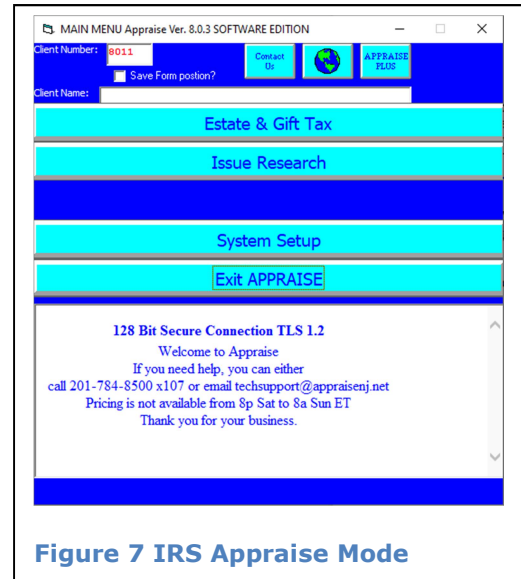 MAIN MENU Appraise Ver. 8.0.3 SOFTWARE EDITION
Client Number: 8011
Contact Us
APPRAISE PLUS
Save Form postion?
Client Name:
Estate & Gift Tax
Issue Research
System Setup
Exit APPRAISE
128 Bit Secure Connection TLS 1.2
Welcome to Appraise
If you need help, you can either
call 201-784-8500 x107 or email techsupport@appraisenj.net
Pricing is not available from 8p Sat to 8a Sun ET
Thank you for your business.
Figure 7 IRS Appraise Mode